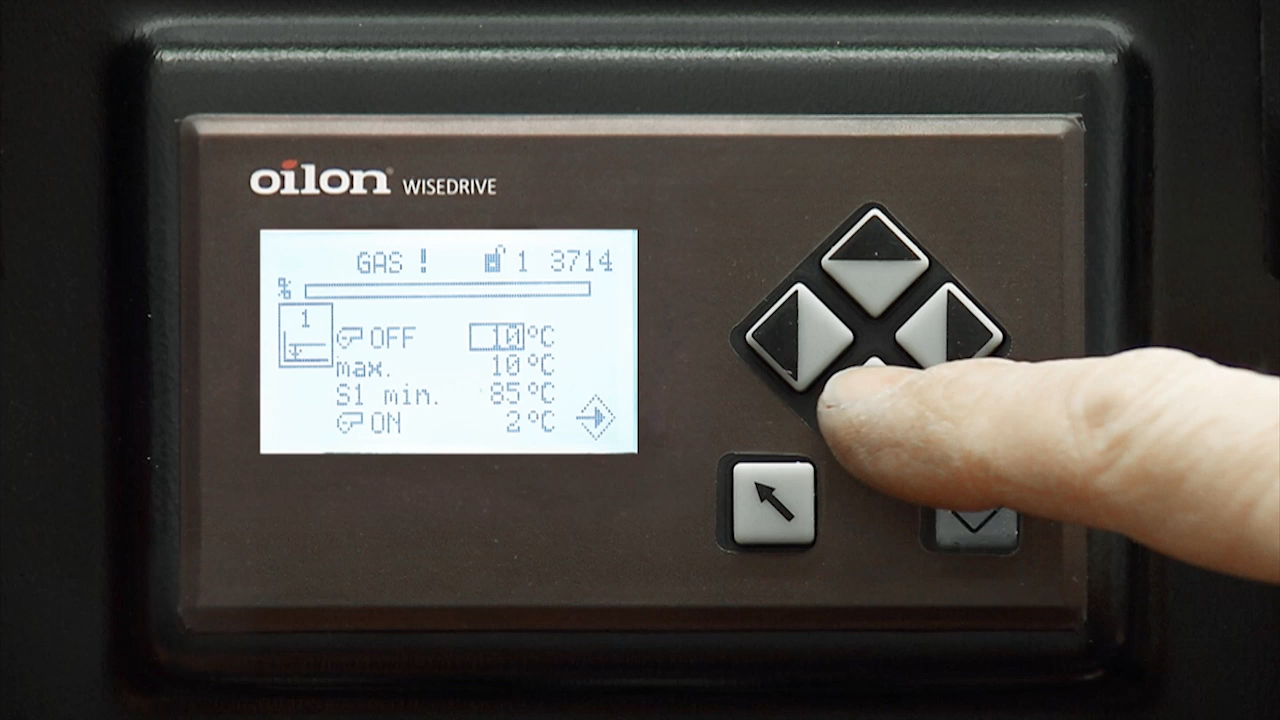 oilon WISEDRIVE
GAS ! 1 3714
%
1
OFF 10 °C
max. 10 °C
S1 min. 85 °C
ON 2 °C